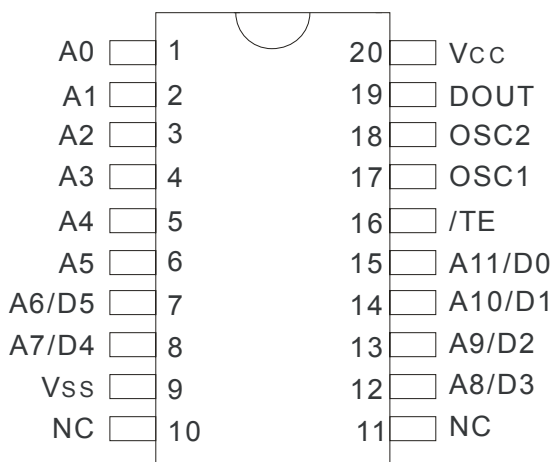 A0 1 20 Vcc
A1 2 19 DOUT
A2 3 18 OSC2
A3 4 17 OSC1
A4 5 16 /TE
A5 6 15 A11/D0
A6/D5 7 14 A10/D1
A7/D4 8 13 A9/D2
Vss 9 12 A8/D3
NC 10 11 NC